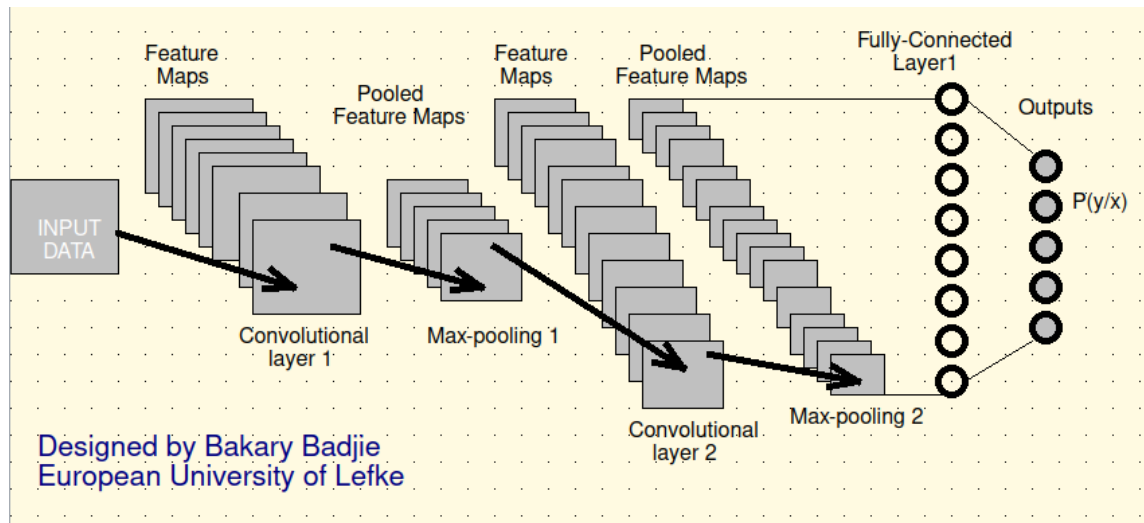 Feature
Maps
Pooled
Feature Maps
Feature
Maps
Pooled
Feature Maps
Fully-Connected
Layer1
Outputs
P(y/x)
INPUT
DATA
Convolutional
layer 1
Max-pooling 1
Convolutional
layer 2
Max-pooling 2
Designed by Bakary Badjie
European University of Lefke